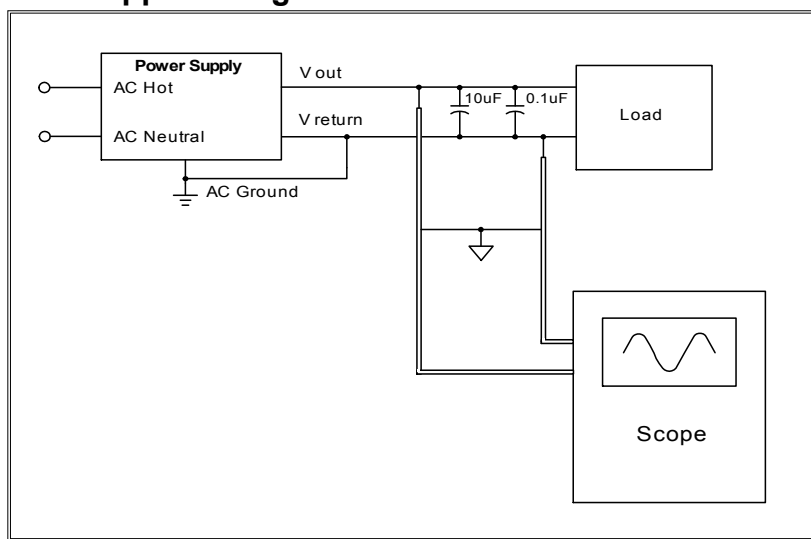 Power Supply
V out
AC Hot
10uF
0.1uF
Load
V return
AC Neutral
AC Ground
Scope